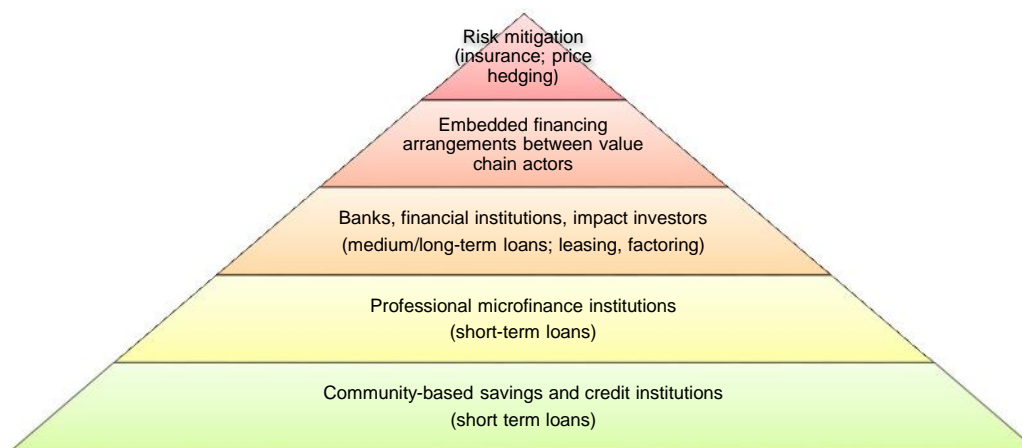 Risk mitigation
(insurance; price
hedging)
Embedded financing
arrangements between value
chain actors
Banks, financial institutions, impact investors
(medium/long-term loans; leasing, factoring)
Professional microfinance institutions
(short-term loans)
Community-based savings and credit institutions
(short term loans)